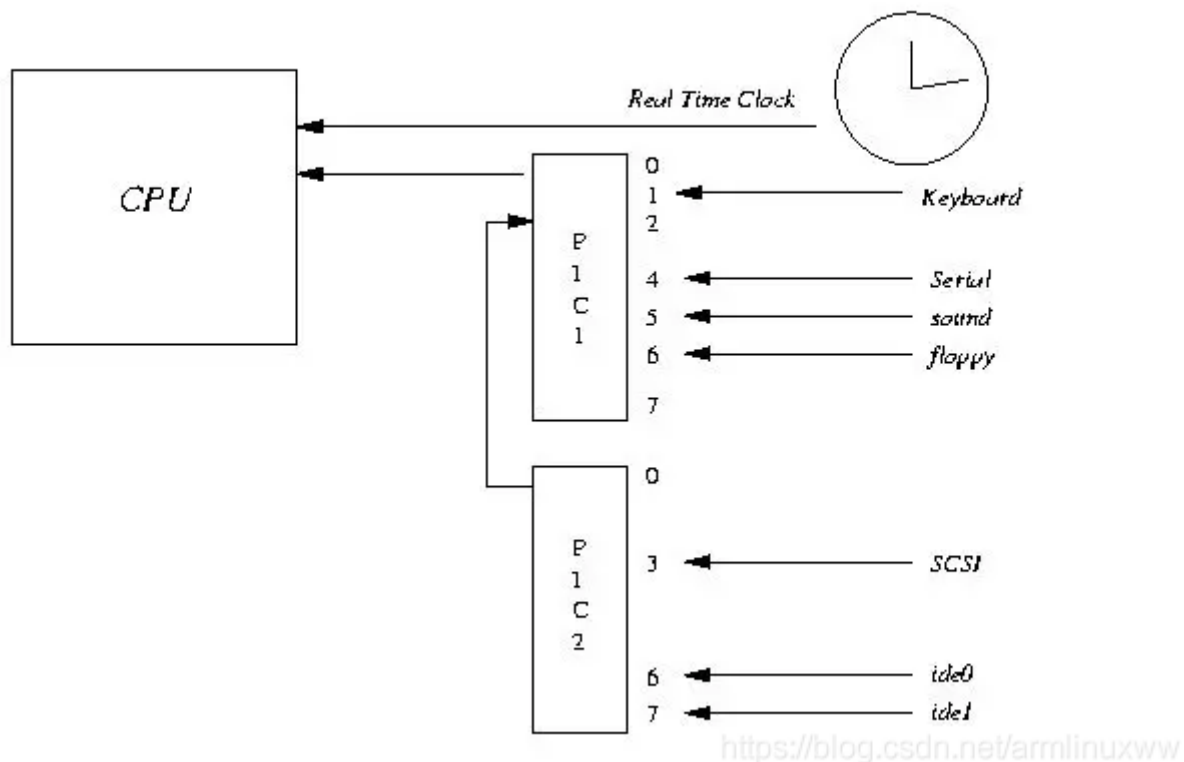 Real Time Clock
CPU
0
1
Keyboard
2
P
I
C
1
4
Serial
5
sound
6
floppy
7
0
P
I
C
2
3
SCSI
6
ide0
7
ide1
https://blog.csdn.net/armlinuxww